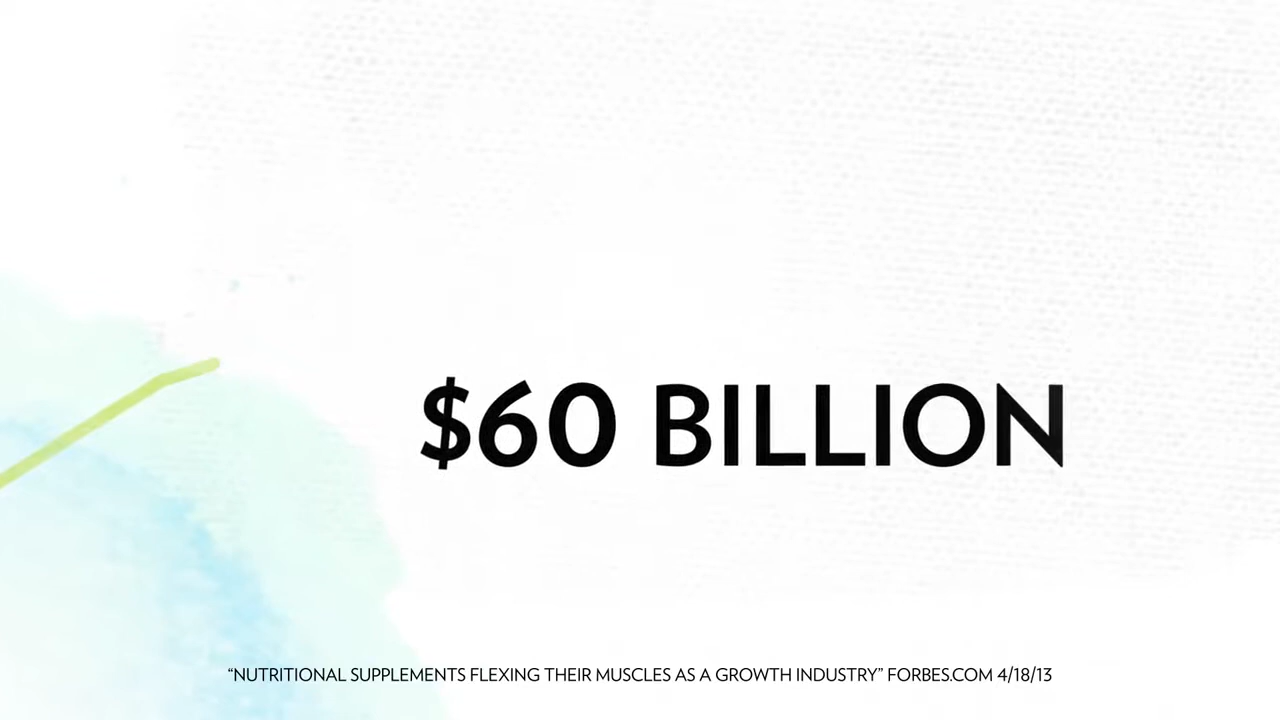 $60 BILLION
“NUTRITIONAL SUPPLEMENTS FLEXING THEIR MUSCLES AS A GROWTH INDUSTRY” FORBES.COM 4/18/13